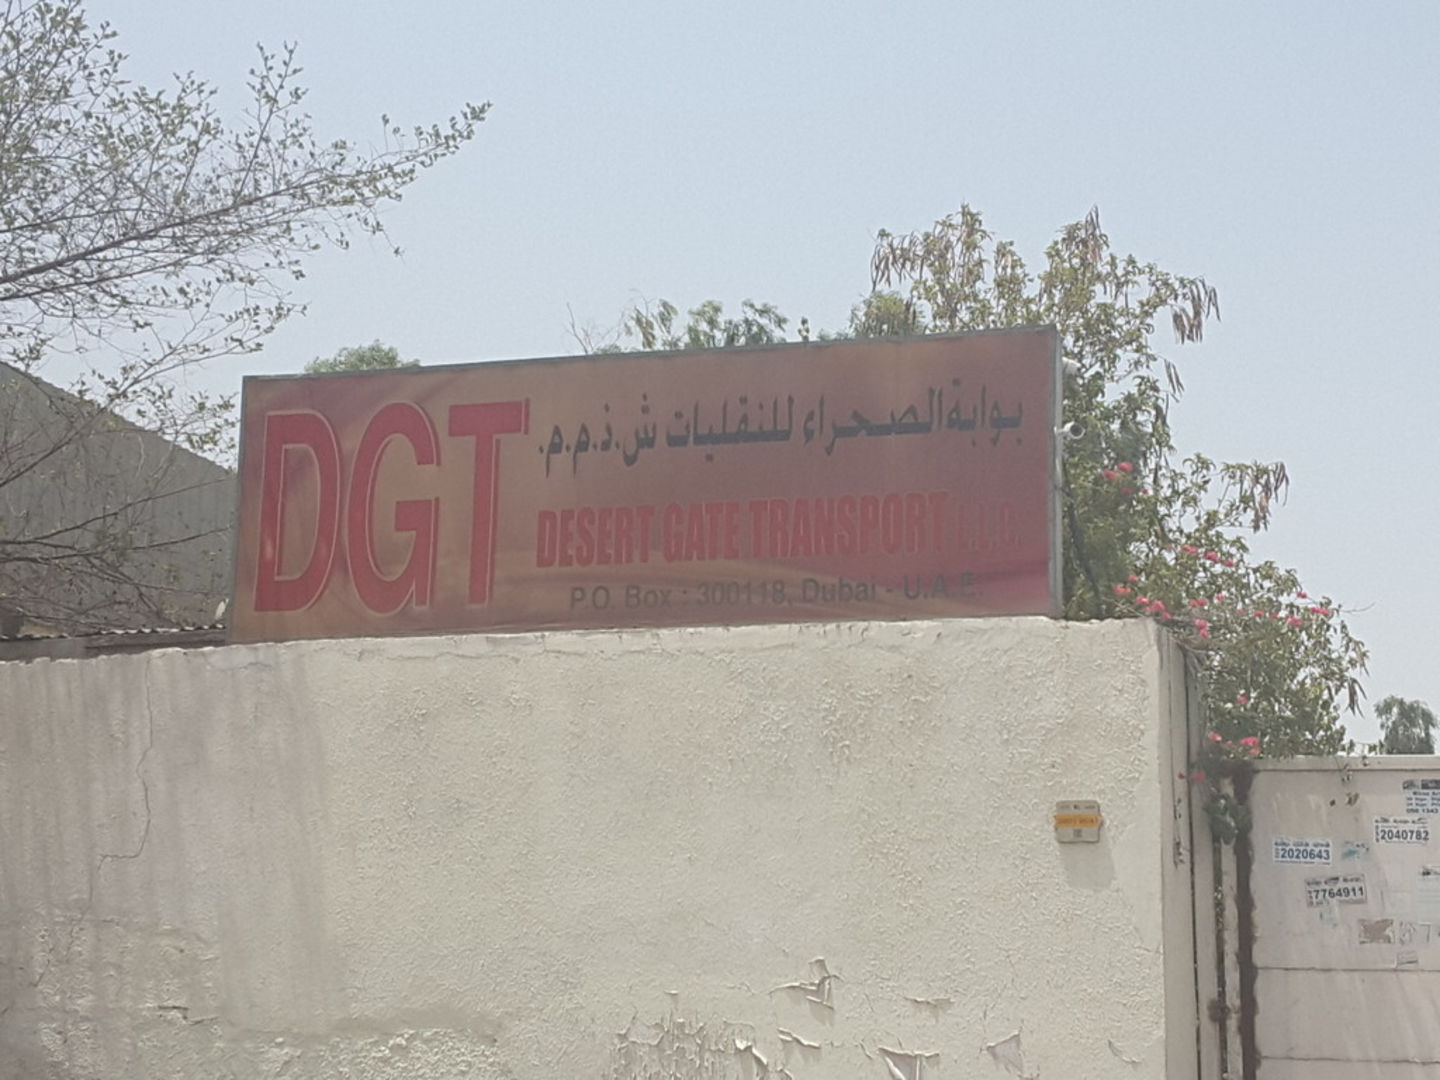 DGT
بوابة الصحراء للنقليات ش.ذ.م.م.
DESERT GATE TRANSPORT L.L.C.
P.O. Box : 300118, Dubai - U.A.E.
2040782
2020643
7764911